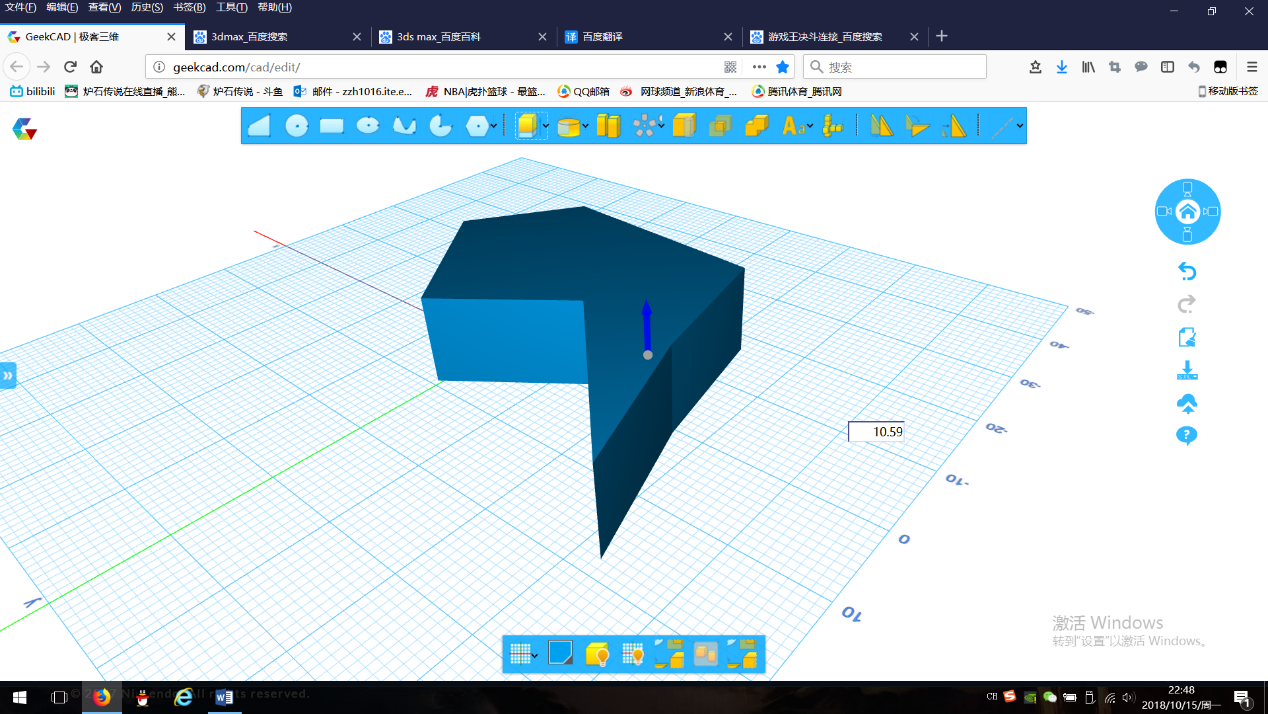 文件(F) 编辑(E) 查看(V) 历史(S) 书签(B) 工具(T) 帮助(H)
GeekCAD | 极客三维
3dmax_百度搜索
3ds max_百度百科
译 百度翻译
游戏王决斗连接_百度搜索
geekcad.com/cad/edit/
搜索
bilibili
炉石传说在线直播_熊...
炉石传说 - 斗鱼
邮件 - zzh1016.ite.e...
虎 NBA|虎扑篮球 - 最篮...
QQ邮箱
网球频道_新浪体育_...
腾讯体育_腾讯网
移动版书签
Aa
-50
-40
-30
-20
-10
0
10
10.59
Y
激活 Windows
转到"设置"以激活 Windows。
CH
22:48
2018/10/15/周一
1